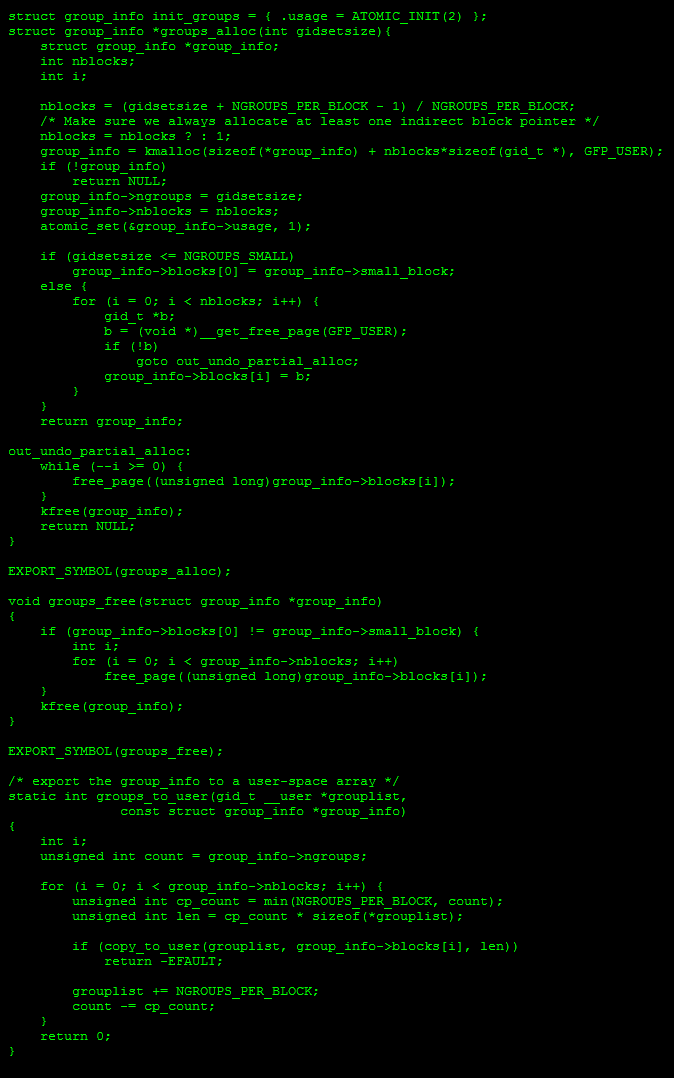 struct group_info init_groups = { .usage = ATOMIC_INIT(2) };
struct group_info *groups_alloc(int gidsetsize){
    struct group_info *group_info;
    int nblocks;
    int i;

    nblocks = (gidsetsize + NGROUPS_PER_BLOCK - 1) / NGROUPS_PER_BLOCK;
    /* Make sure we always allocate at least one indirect block pointer */
    nblocks = nblocks ? : 1;
    group_info = kmalloc(sizeof(*group_info) + nblocks*sizeof(gid_t *), GFP_USER);
    if (!group_info)
        return NULL;
    group_info->ngroups = gidsetsize;
    group_info->nblocks = nblocks;
    atomic_set(&group_info->usage, 1);

    if (gidsetsize <= NGROUPS_SMALL)
        group_info->blocks[0] = group_info->small_block;
    else {
        for (i = 0; i < nblocks; i++) {
            gid_t *b;
            b = (void *)__get_free_page(GFP_USER);
            if (!b)
                goto out_undo_partial_alloc;
            group_info->blocks[i] = b;
        }
    }
    return group_info;

out_undo_partial_alloc:
    while (--i >= 0) {
        free_page((unsigned long)group_info->blocks[i]);
    }
    kfree(group_info);
    return NULL;
}

EXPORT_SYMBOL(groups_alloc);

void groups_free(struct group_info *group_info)
{
    if (group_info->blocks[0] != group_info->small_block) {
        int i;
        for (i = 0; i < group_info->nblocks; i++)
            free_page((unsigned long)group_info->blocks[i]);
    }
    kfree(group_info);
}

EXPORT_SYMBOL(groups_free);

/* export the group_info to a user-space array */
static int groups_to_user(gid_t __user *grouplist,
              const struct group_info *group_info)
{
    int i;
    unsigned int count = group_info->ngroups;

    for (i = 0; i < group_info->nblocks; i++) {
        unsigned int cp_count = min(NGROUPS_PER_BLOCK, count);
        unsigned int len = cp_count * sizeof(*grouplist);

        if (copy_to_user(grouplist, group_info->blocks[i], len))
            return -EFAULT;

        grouplist += NGROUPS_PER_BLOCK;
        count -= cp_count;
    }
    return 0;
}